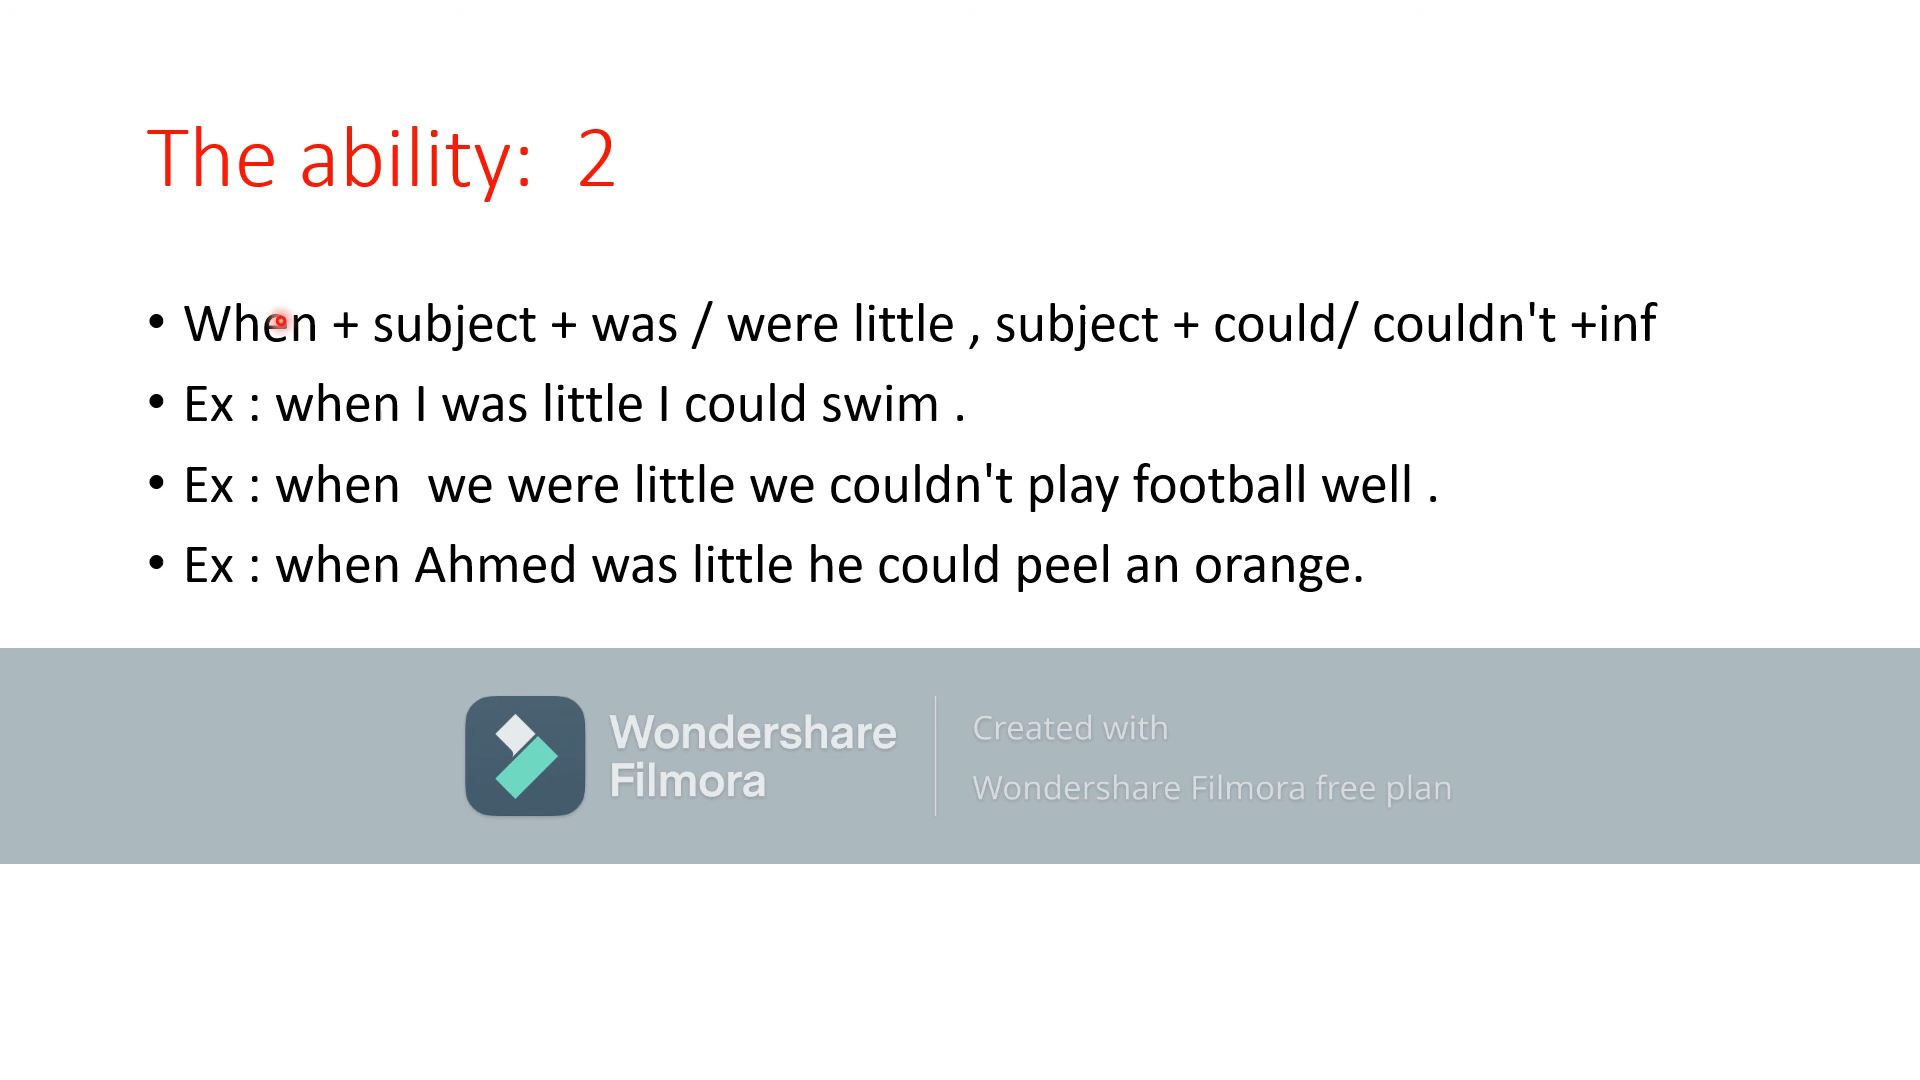 The ability:  2
• When + subject + was / were little , subject + could/ couldn't +inf
• Ex : when I was little I could swim .
• Ex : when  we were little we couldn't play football well .
• Ex : when Ahmed was little he could peel an orange.
Wondershare
Filmora
Created with
Wondershare Filmora free plan